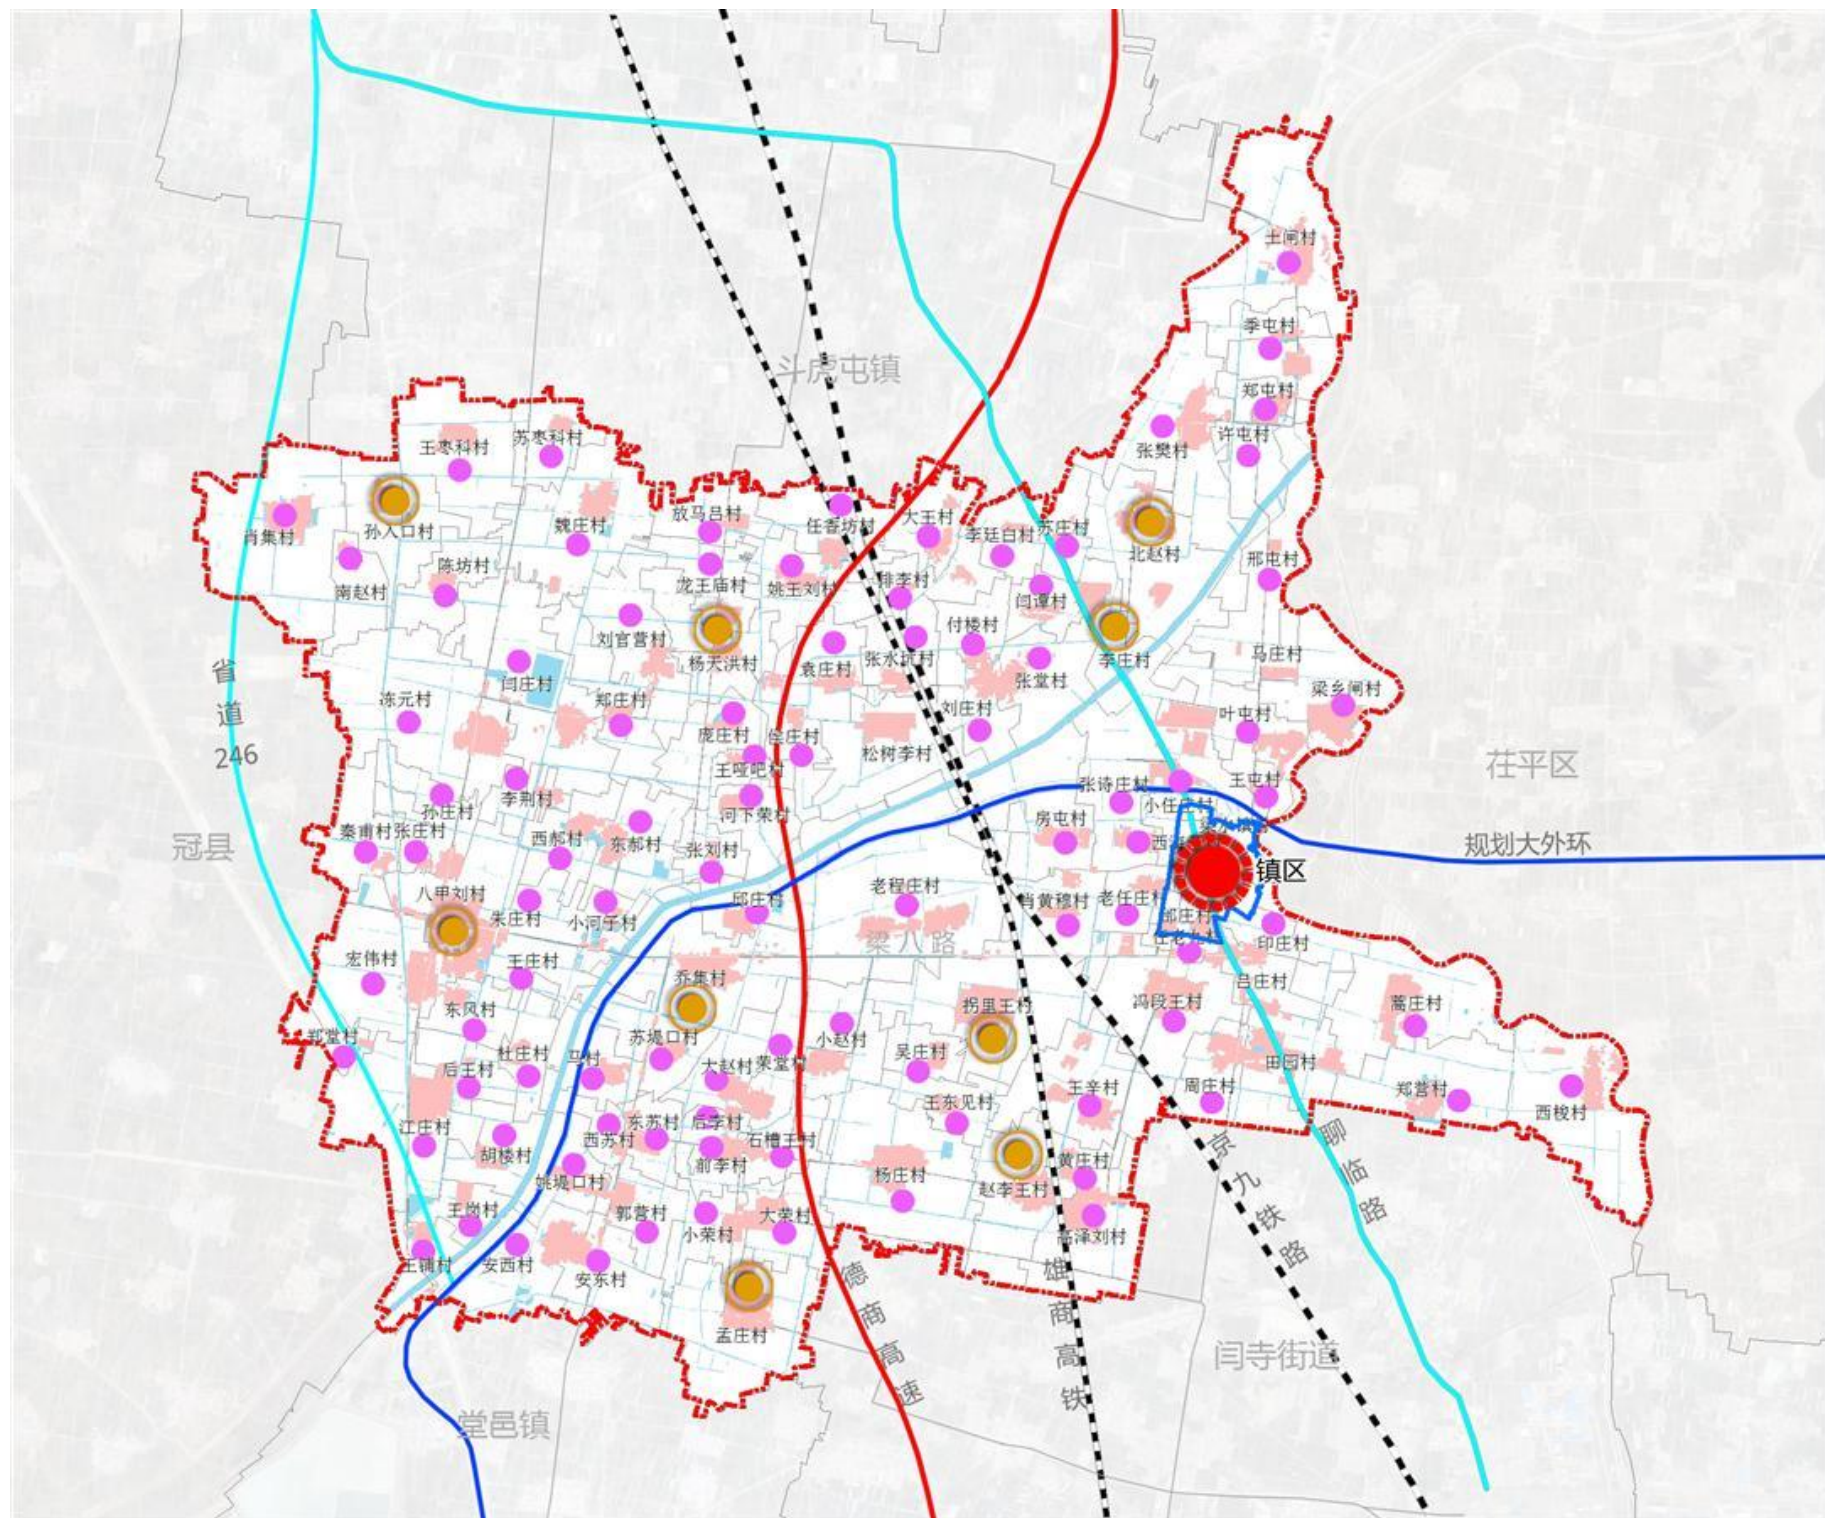 斗虎屯镇
土闸村
季屯村
郑屯村
许屯村
张樊村
王枣科村
苏枣科村
孙人口村
肖集村
南赵村
陈坊村
魏庄村
放马吕村
龙王庙村
任香坊村
姚王刘村
大王村
李廷白村
苏庄村
北赵村
邢屯村
排李村
闫谭村
刘官营村
杨天洪村
袁庄村
张水坑村
付楼村
张堂村
李庄村
马庄村
梁乡闸村
省道246
闫庄村
冻元村
郑庄村
庞庄村
侯庄村
王哑吧村
松树李村
刘庄村
叶屯村
茌平区
孙庄村
李荆村
河下荣村
张诗庄村
小任庄村
王屯村
冠县
秦甫村
张庄村
西郝村
东郝村
张刘村
房屯村
规划大外环
镇区
八甲刘村
朱庄村
小河子村
邱庄村
老程庄村
肖黄穆村
老任庄村
邹庄村
印庄村
梁八路
宏伟村
王庄村
乔集村
拐里王村
冯段王村
吕庄村
蒿庄村
郑堂村
东风村
杜庄村
后王村
马村
苏堤口村
大赵村
荣堂村
小赵村
吴庄村
王辛村
周庄村
田园村
郑营村
西梭村
江庄村
胡楼村
西苏村
东苏村
后李村
前李村
石槽王村
王东见村
黄庄村
赵李王村
姚堤口村
杨庄村
高泽刘村
王岗村
王铺村
安西村
安东村
郭营村
小荣村
大荣村
孟庄村
德商高速
雄商高铁
京九铁路
聊临路
堂邑镇
闫寺街道